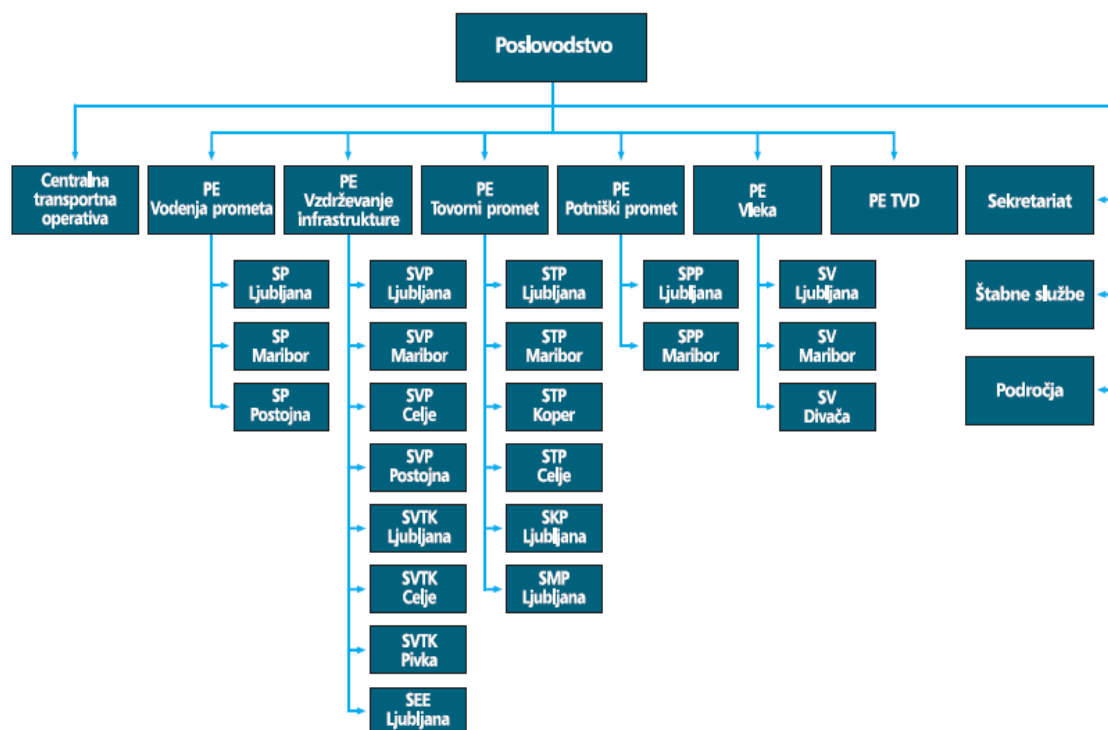 Poslovodstvo
Centralna
transportna
operativa
PE
Vodenja prometa
PE
Vzdrževanje
infrastrukture
PE
Tovorni promet
PE
Potniški promet
PE
Vleka
PE TVD
Sekretariat
SP
Ljubljana
SP
Maribor
SP
Postojna
SVP
Ljubljana
SVP
Maribor
SVP
Celje
SVP
Postojna
SVTK
Ljubljana
SVTK
Celje
SVTK
Pivka
SEE
Ljubljana
STP
Ljubljana
STP
Maribor
STP
Koper
STP
Celje
SKP
Ljubljana
SMP
Ljubljana
SPP
Ljubljana
SPP
Maribor
SV
Ljubljana
SV
Maribor
SV
Divača
Štabne službe
Področja